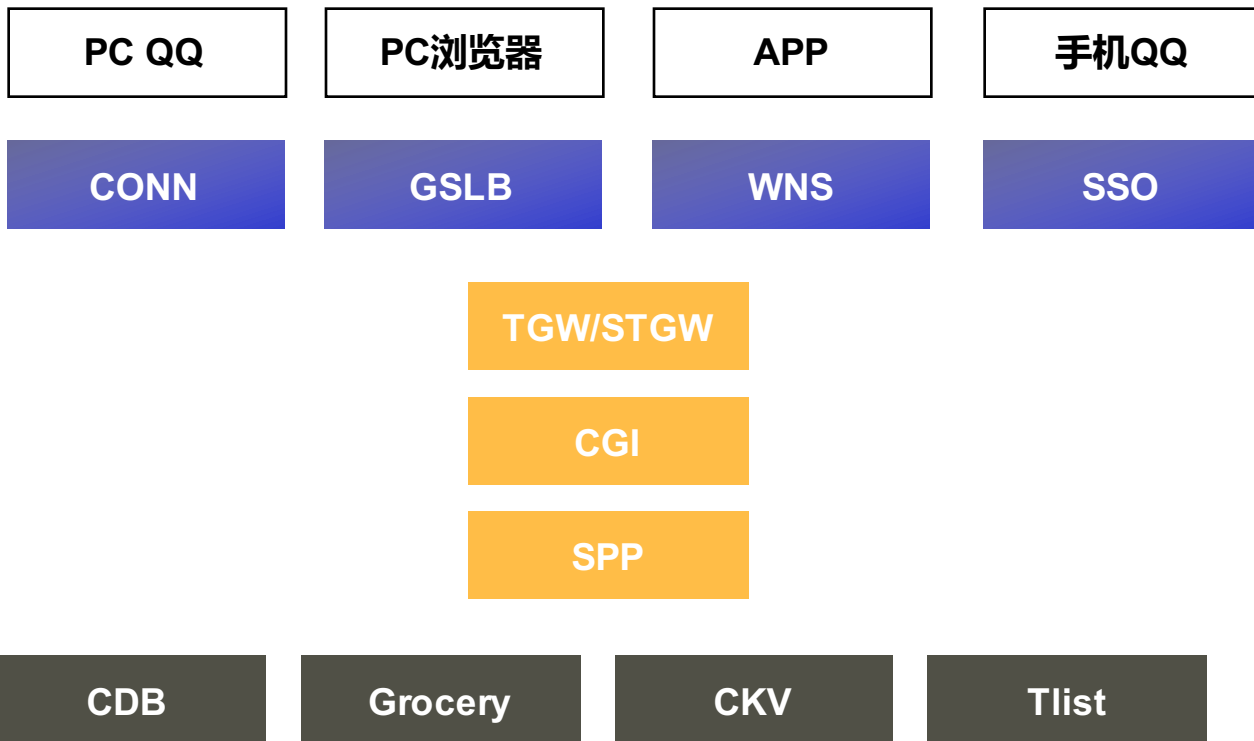 PC QQ
PC浏览器
APP
手机QQ
CONN
GSLB
WNS
SSO
TGW/STGW
CGI
SPP
CDB
Grocery
CKV
Tlist